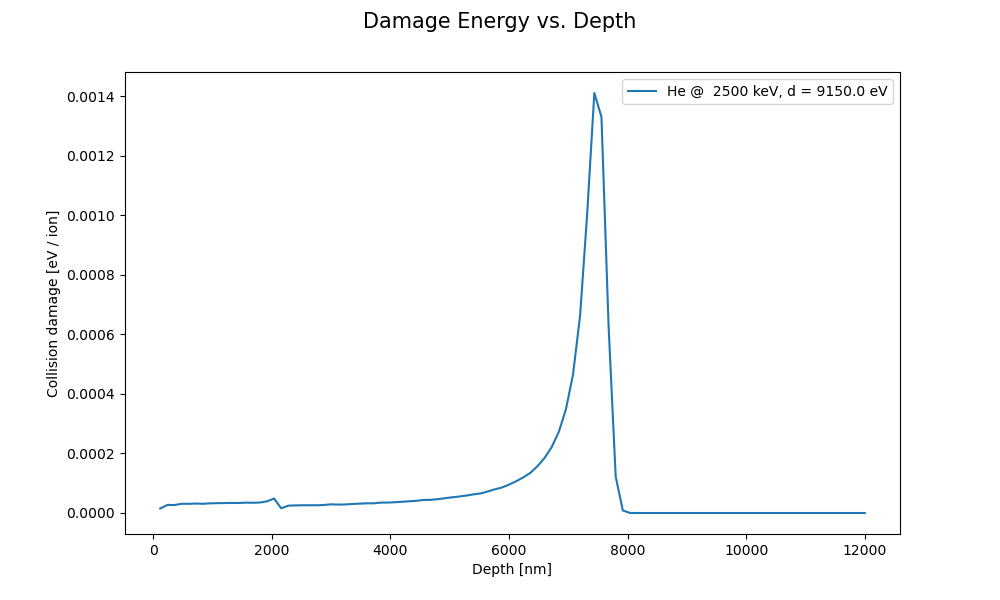 Damage Energy vs. Depth
He @  2500 keV, d = 9150.0 eV
Collision damage [eV / ion]
0.0014
0.0012
0.0010
0.0008
0.0006
0.0004
0.0002
0.0000
0 2000 4000 6000 8000 10000 12000
Depth [nm]